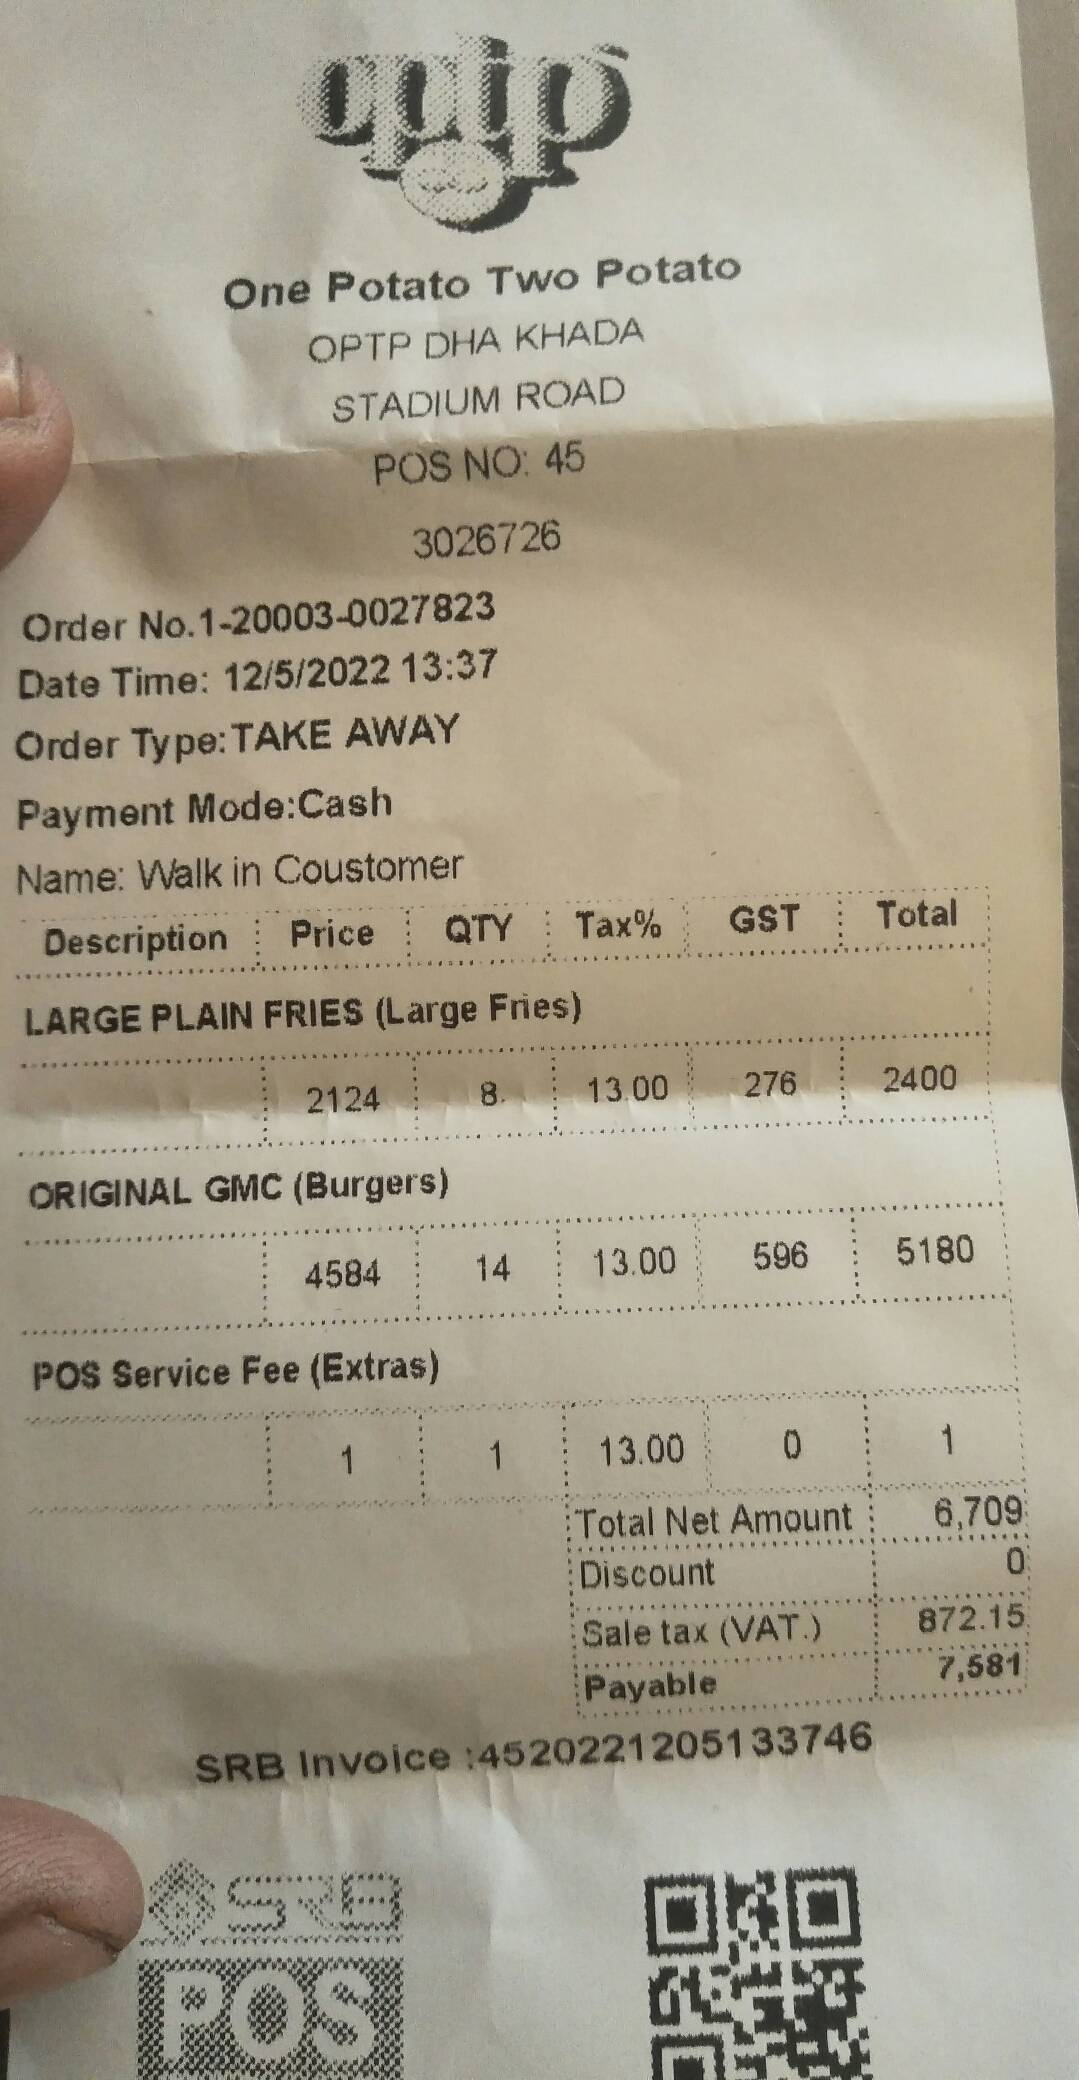 optp
One Potato Two Potato
OPTP DHA KHADA
STADIUM ROAD
POS NO: 45
3026726
Order No.1-20003-0027823
Date Time: 12/5/2022 13:37
Order Type:TAKE AWAY
Payment Mode:Cash
Name: Walk in Coustomer
Description Price QTY Tax% GST Total
LARGE PLAIN FRIES (Large Fries)
2124 8. 13.00 276 2400
ORIGINAL GMC (Burgers)
4584 14 13.00 596 5180
POS Service Fee (Extras)
1 1 13.00 0 1
Total Net Amount 6,709
Discount 0
Sale tax (VAT.) 872.15
Payable 7,581
SRB Invoice :4520221205133746
SRB
POS